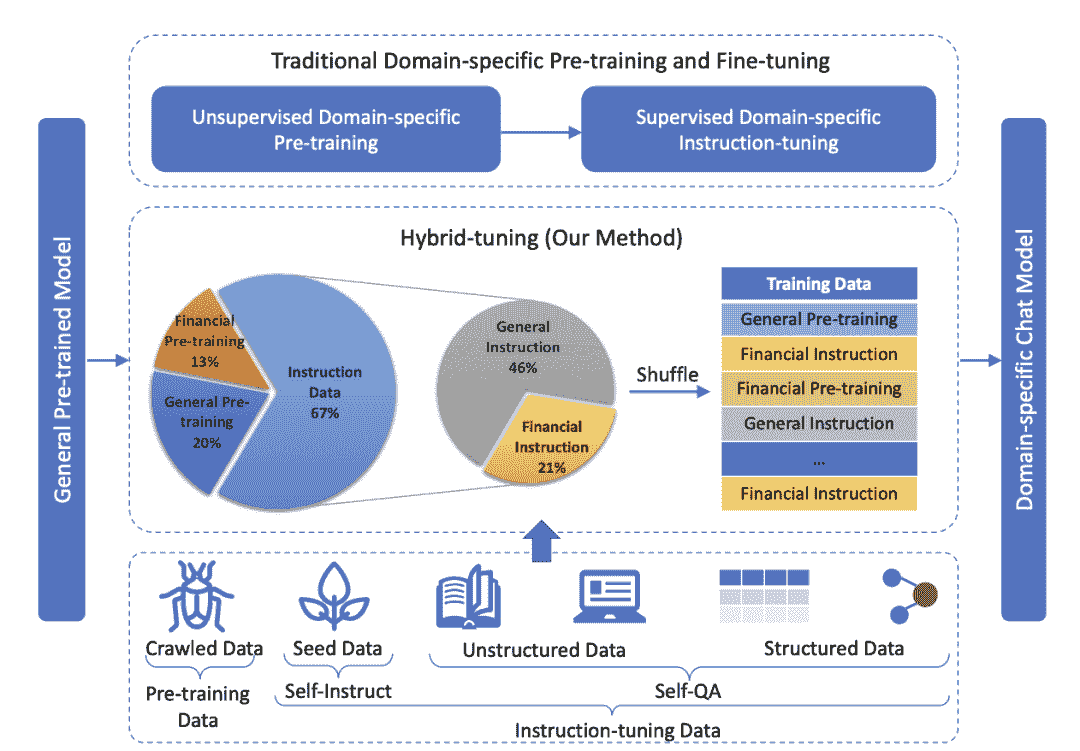 Traditional Domain-specific Pre-training and Fine-tuning
Unsupervised Domain-specific
Pre-training
Supervised Domain-specific
Instruction-tuning
General Pre-trained Model
Hybrid-tuning (Our Method)
Financial
Pre-training
13%
General Pre-
training
20%
Instruction
Data
67%
General
Instruction
46%
Financial
Instruction
21%
Shuffle
Training Data
General Pre-training
Financial Instruction
Financial Pre-training
General Instruction
...
Financial Instruction
Domain-specific Chat Model
Crawled Data
Seed Data
Unstructured Data
Structured Data
Pre-training
Data
Self-Instruct
Self-QA
Instruction-tuning Data